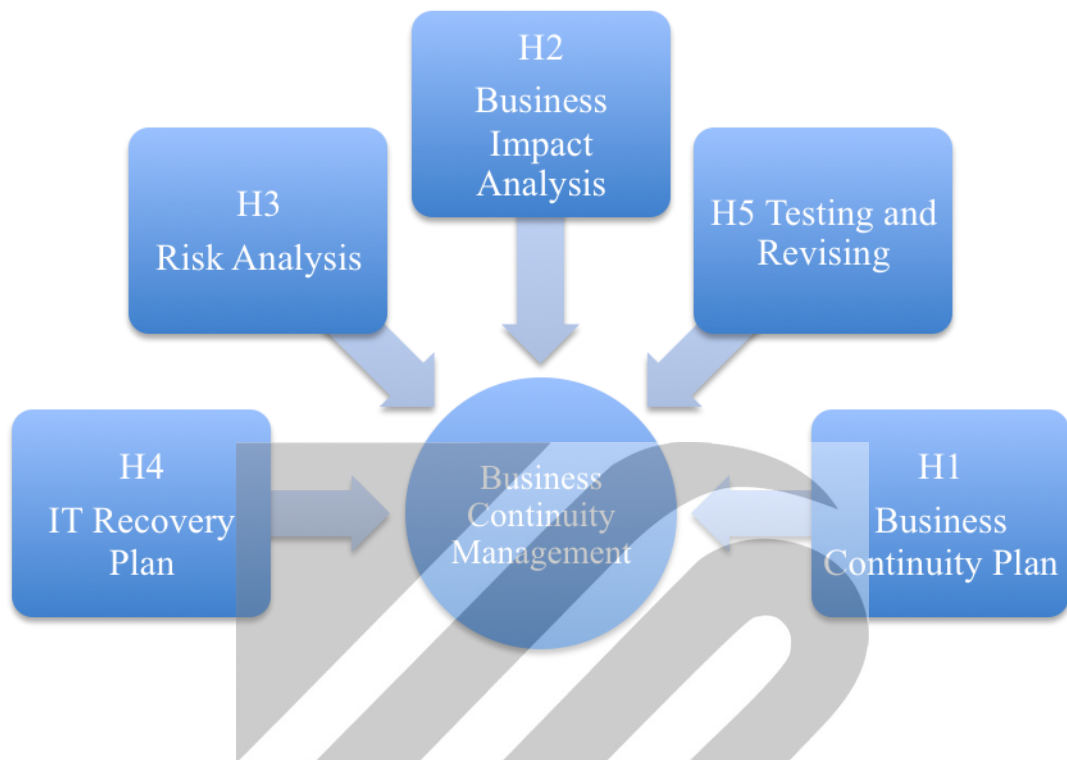 H2
Business
Impact
Analysis
H3
Risk Analysis
H5 Testing and
Revising
H4
IT Recovery
Plan
Business
Continuity
Management
H1
Business
Continuity Plan